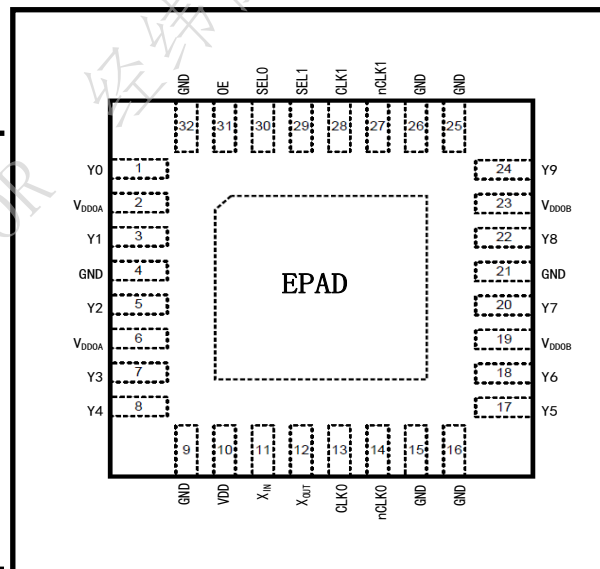 经纬
OR
GND OE SEL0 SEL1 CLK1 nCLK1 GND GND
32 31 30 29 28 27 26 25
Y0 1 24 Y9
VDDOA 2 23 VDDOB
Y1 3 22 Y8
GND 4 21 GND
EPAD
Y2 5 20 Y7
VDDOA 6 19 VDDOB
Y3 7 18 Y6
Y4 8 17 Y5
9 10 11 12 13 14 15 16
GND VDD XIN XOUT CLK0 nCLK0 GND GND